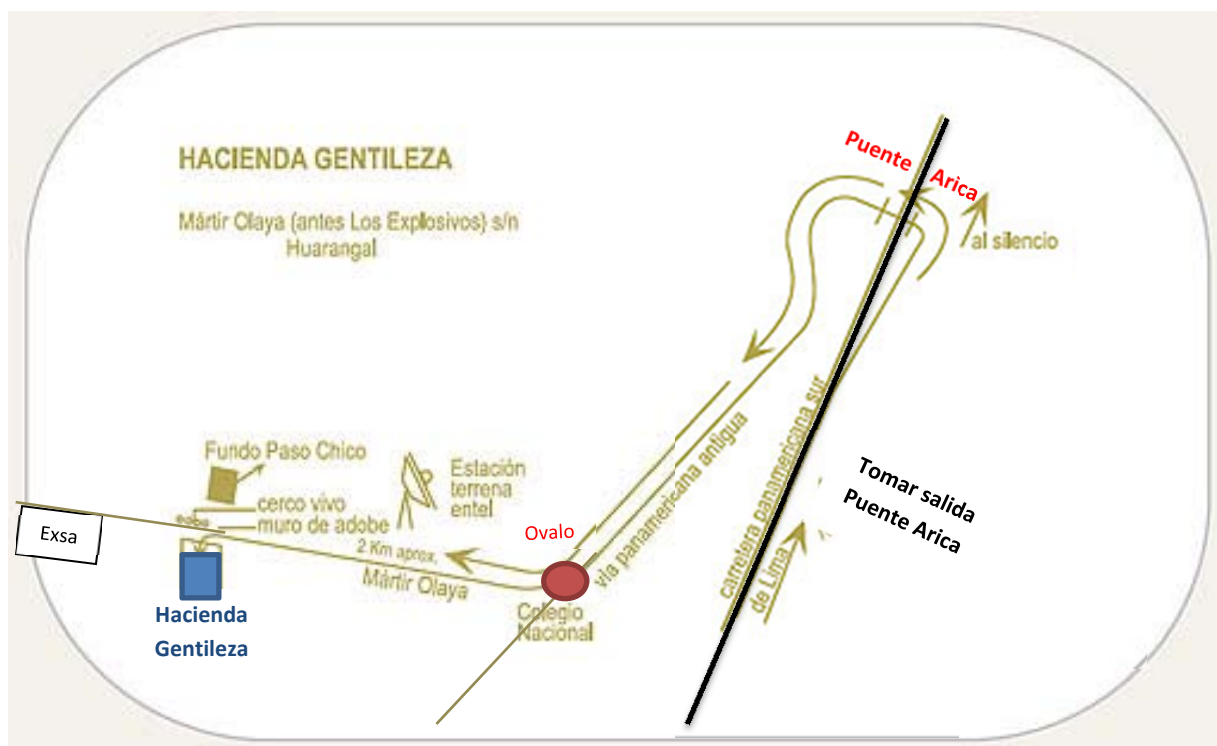 HACIENDA GENTILEZA
Mártir Olaya (antes Los Explosivos) s/n
Huarangal
Puente Arica
al silencio
carretera panamericana sur
de Lima
Tomar salida
Puente Arica
vía panamericana antigua
Fundo Paso Chico
cerco vivo
muro de adobe
Estación
terrena
entel
Exsa
2 Km aprox.
Mártir Olaya
Ovalo
Colegio
Nacional
Hacienda
Gentileza